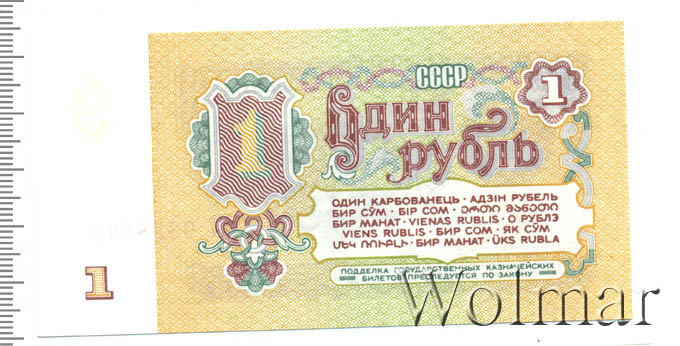 СССР
1
1
Один
рубль
ОДИН КАРБОВАНЕЦЬ · АДЗІН РУБЕЛЬ
БИР СЎМ · БІР СОМ · ᲔᲠᲗᲘ ᲛᲐᲜᲔᲗᲘ
БИР МАНАТ · VIENAS RUBLIS · О РУБЛЭ
VIENS RUBLIS · БИР СОМ · ЯК СЎМ
ՄԵԿ ՌՈՒԲԼԻ · БИР МАНАТ · ÜKS RUBLA
ПОДДЕЛКА ГОСУДАРСТВЕННЫХ КАЗНАЧЕЙСКИХ
БИЛЕТОВ ПРЕСЛЕДУЕТСЯ ПО ЗАКОНУ
1
Wolmar